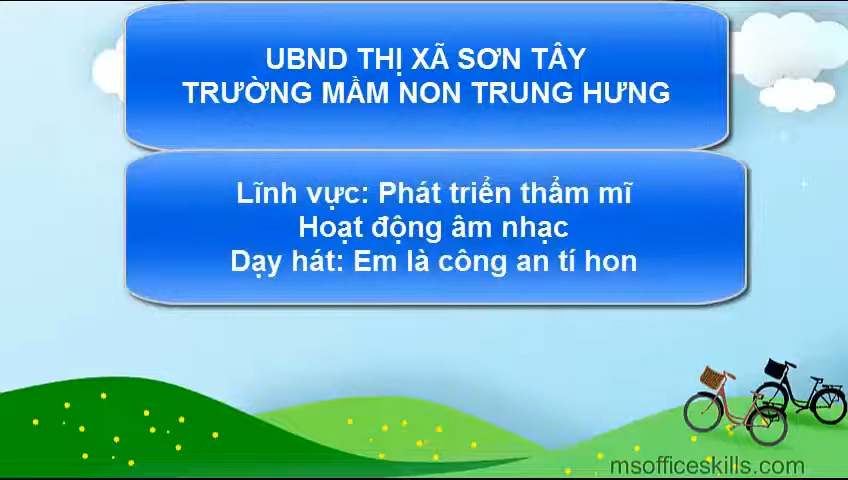 UBND THỊ XÃ SƠN TÂY
TRƯỜNG MẦM NON TRUNG HƯNG
Lĩnh vực: Phát triển thẩm mĩ
Hoạt động âm nhạc
Dạy hát: Em là công an tí hon
msofficeskills.com